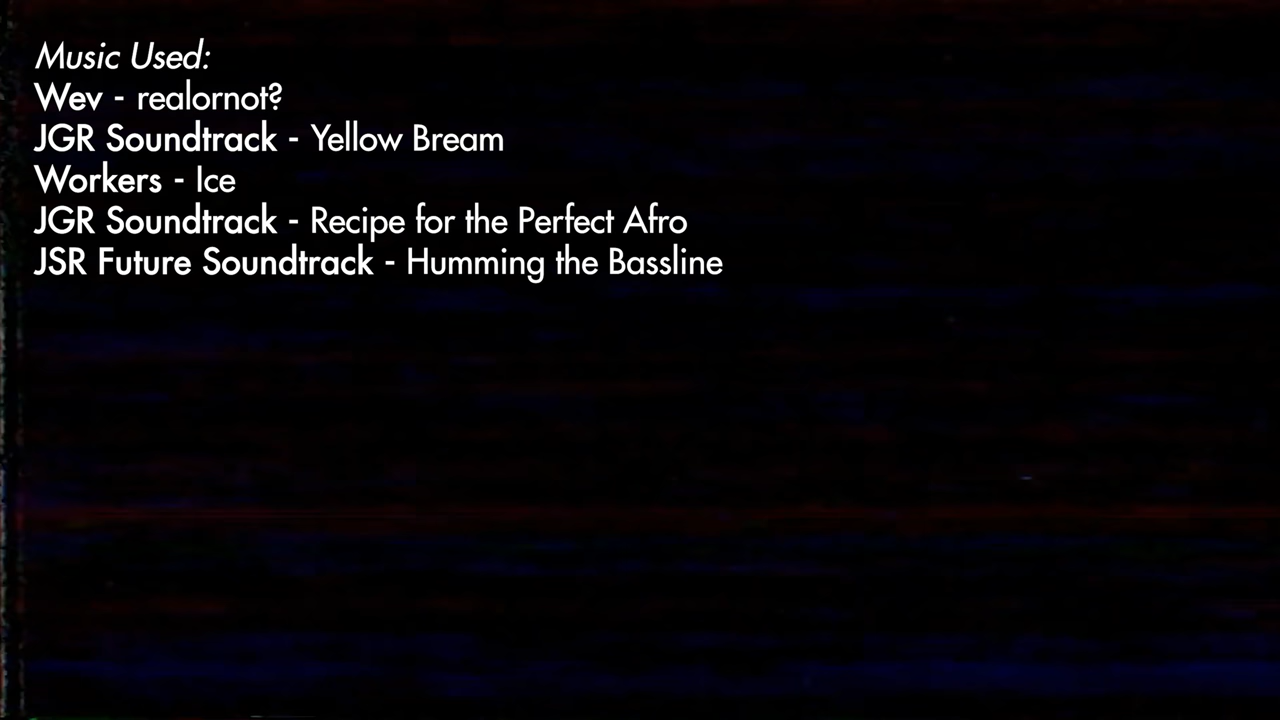 Music Used:
Wev - realornot?
JGR Soundtrack - Yellow Bream
Workers - Ice
JGR Soundtrack - Recipe for the Perfect Afro
JSR Future Soundtrack - Humming the Bassline